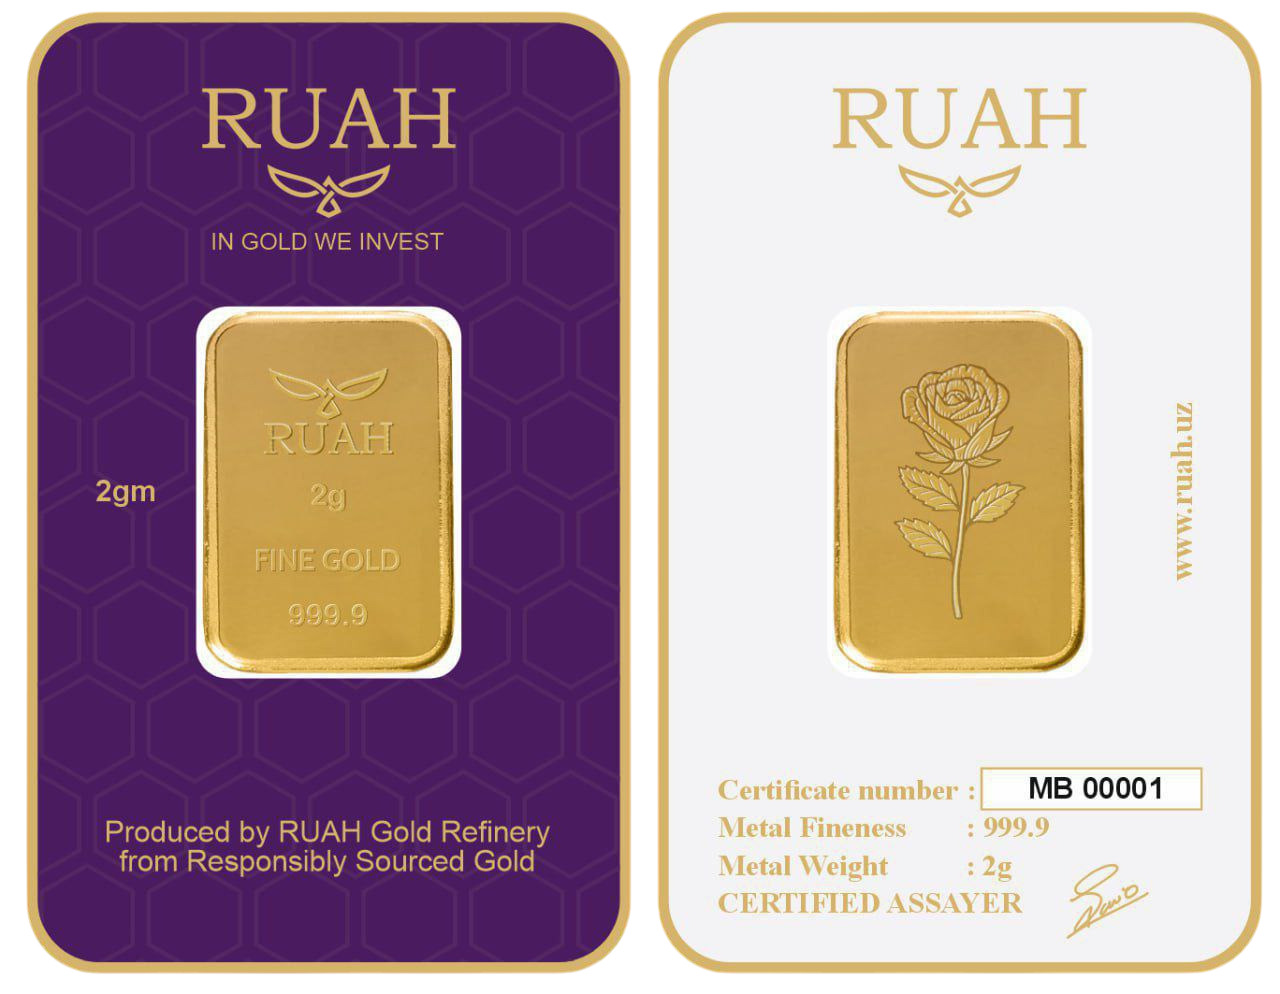 RUAH
IN GOLD WE INVEST
RUAH
2g
FINE GOLD
999.9
2gm
Produced by RUAH Gold Refinery
from Responsibly Sourced Gold
RUAH
www.ruah.uz
Certificate number : MB 00001
Metal Fineness : 999.9
Metal Weight : 2g
CERTIFIED ASSAYER